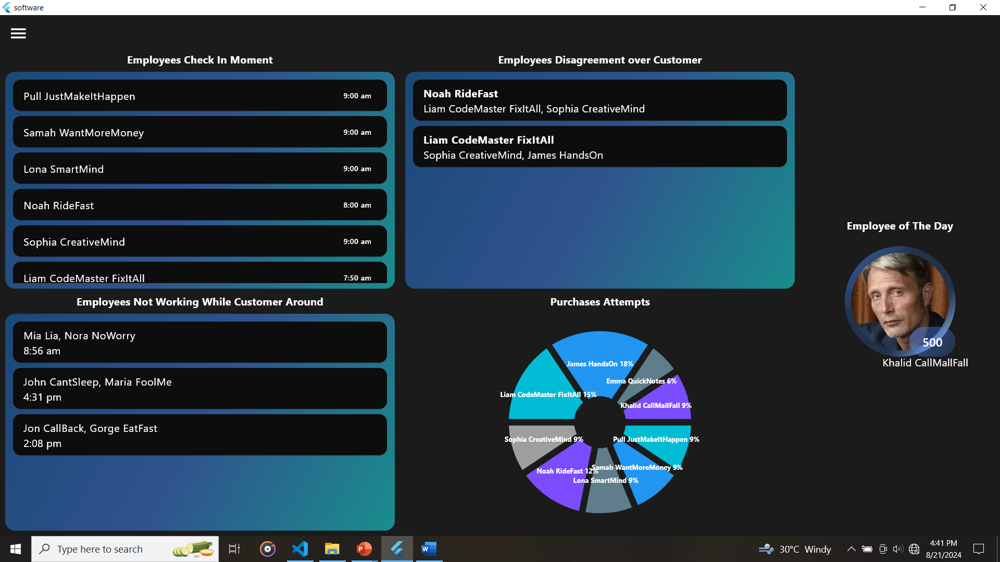 software
Employees Check In Moment
Pull JustMakeItHappen 9:00 am
Samah WantMoreMoney 9:00 am
Lona SmartMind 9:00 am
Noah RideFast 8:00 am
Sophia CreativeMind 9:00 am
Liam CodeMaster FixItAll 7:50 am
Employees Disagreement over Customer
Noah RideFast
Liam CodeMaster FixItAll, Sophia CreativeMind
Liam CodeMaster FixItAll
Sophia CreativeMind, James HandsOn
Employees Not Working While Customer Around
Mia Lia, Nora NoWorry
8:56 am
John CantSleep, Maria FoolMe
4:31 pm
Jon CallBack, Gorge EatFast
2:08 pm
Purchases Attempts
James HandsOn 18%
Emma QuickNotes 6%
Liam CodeMaster FixItAll 15%
Khalid CallMallFall 9%
Sophia CreativeMind 9%
Pull JustMakeItHappen 9%
Samah WantMoreMoney 9%
Noah RideFast 12%
Lona SmartMind 9%
Employee of The Day
500
Khalid CallMallFall
Type here to search
P
W
30°C Windy
4:41 PM
8/21/2024